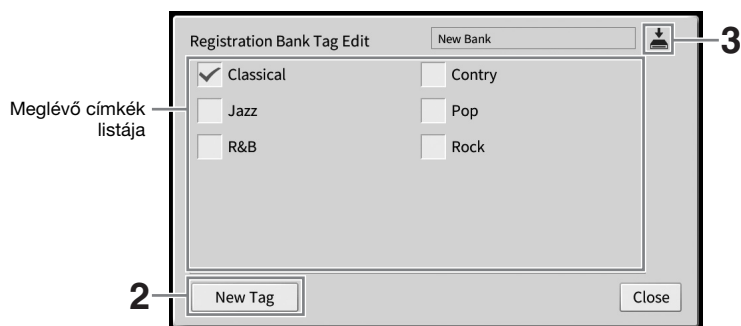 Registration Bank Tag Edit
New Bank
3
Classical
Contry
Meglévő címkék
listája
Jazz
Pop
R&B
Rock
2
New Tag
Close